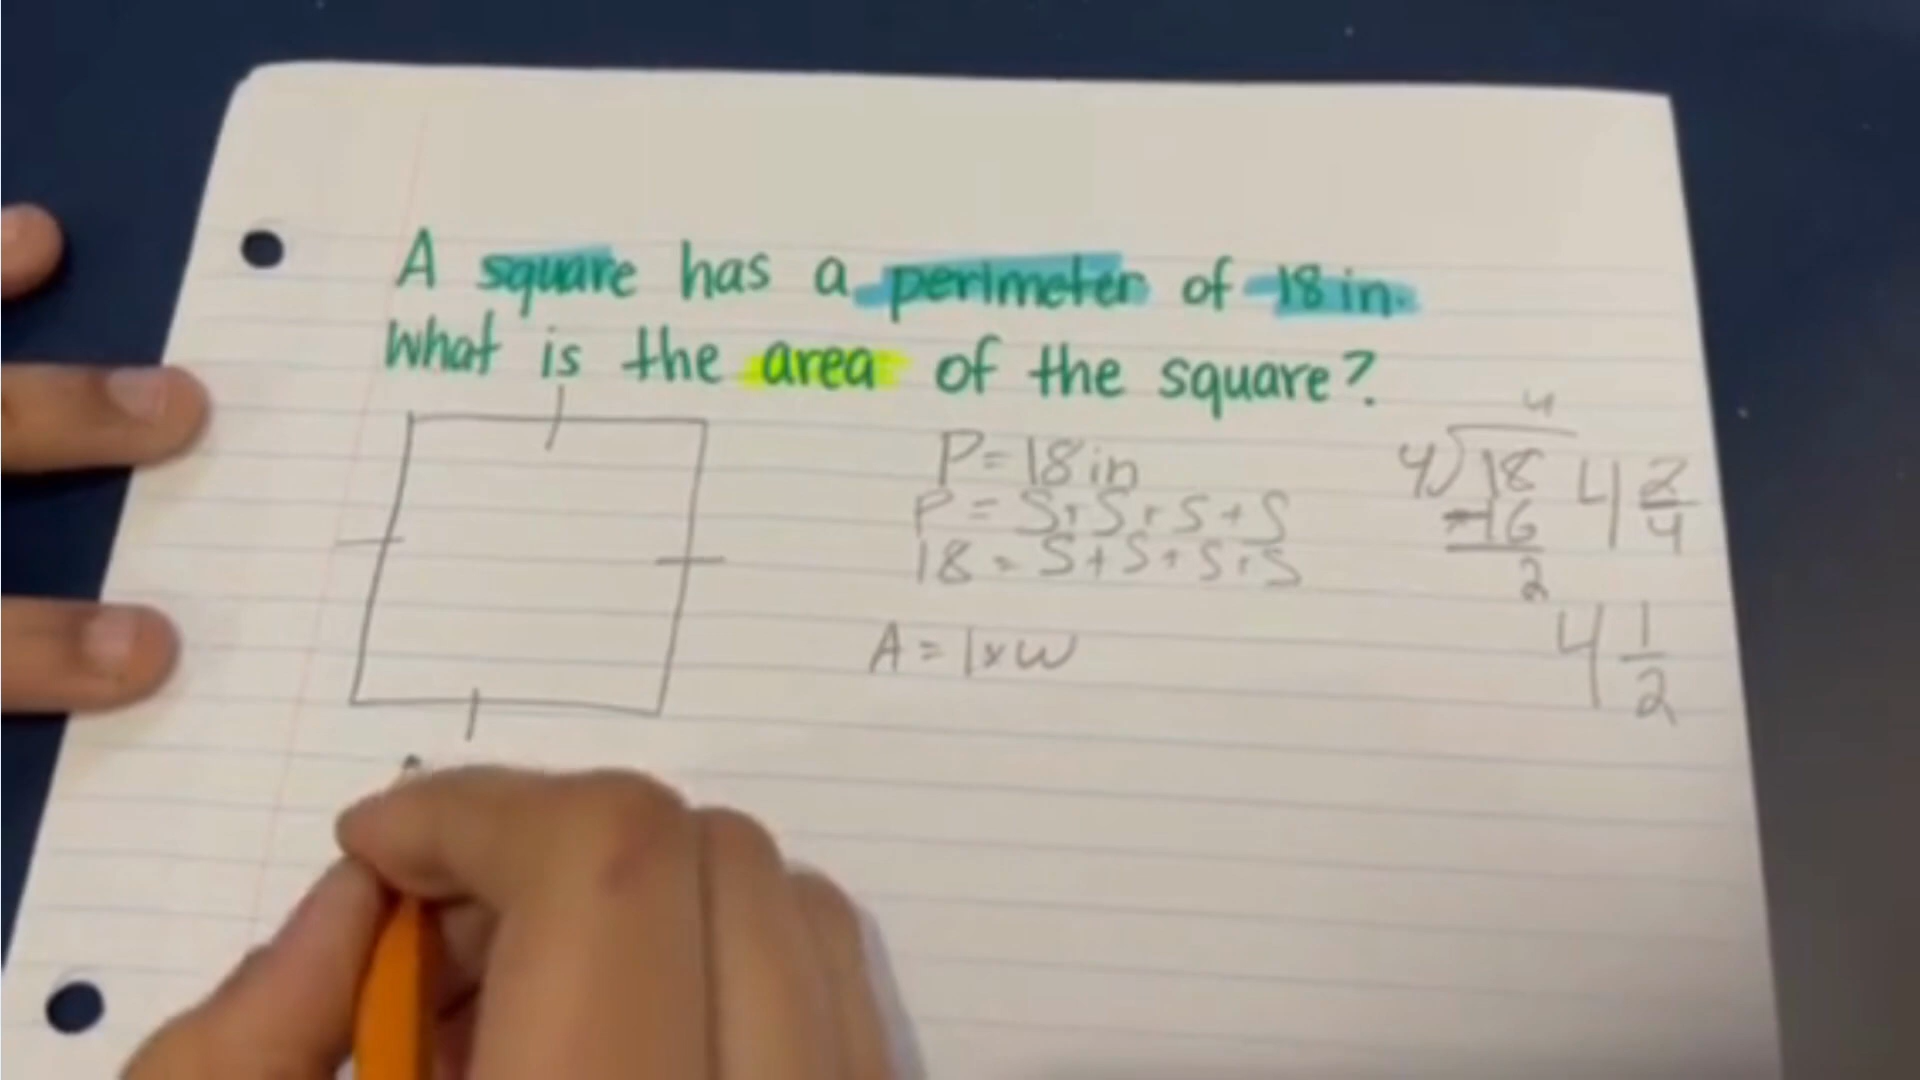 A square has a perimeter of 18 in.
What is the area of the square?
P = 18 in
P = S + S + S + S
18 = S + S + S + S
A = l x w
4
4)18
-16
2
4 2/4
4 1/2